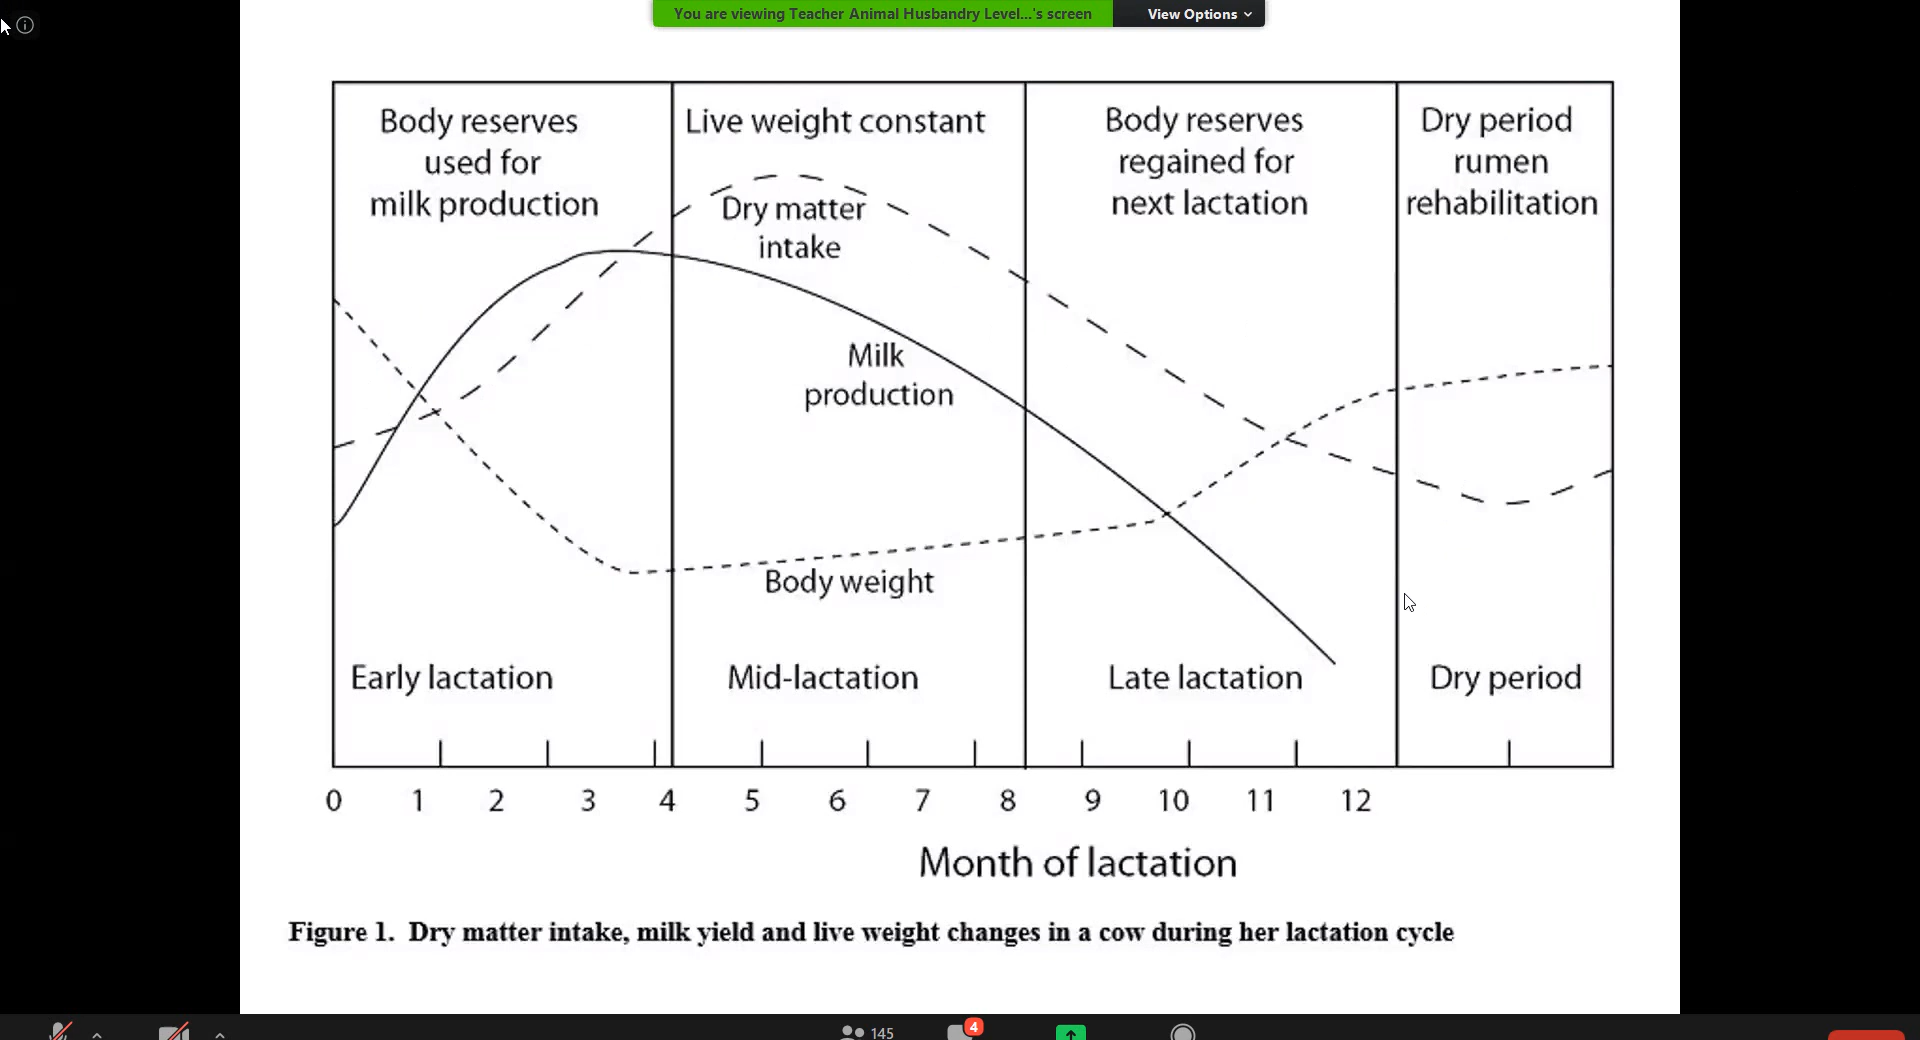 You are viewing Teacher Animal Husbandry Level...'s screen
View Options
Body reserves
used for
milk production
Live weight constant
Body reserves
regained for
next lactation
Dry period
rumen
rehabilitation
Dry matter
intake
Milk
production
Body weight
Early lactation
Mid-lactation
Late lactation
Dry period
0 1 2 3 4 5 6 7 8 9 10 11 12
Month of lactation
Figure 1. Dry matter intake, milk yield and live weight changes in a cow during her lactation cycle
145
4